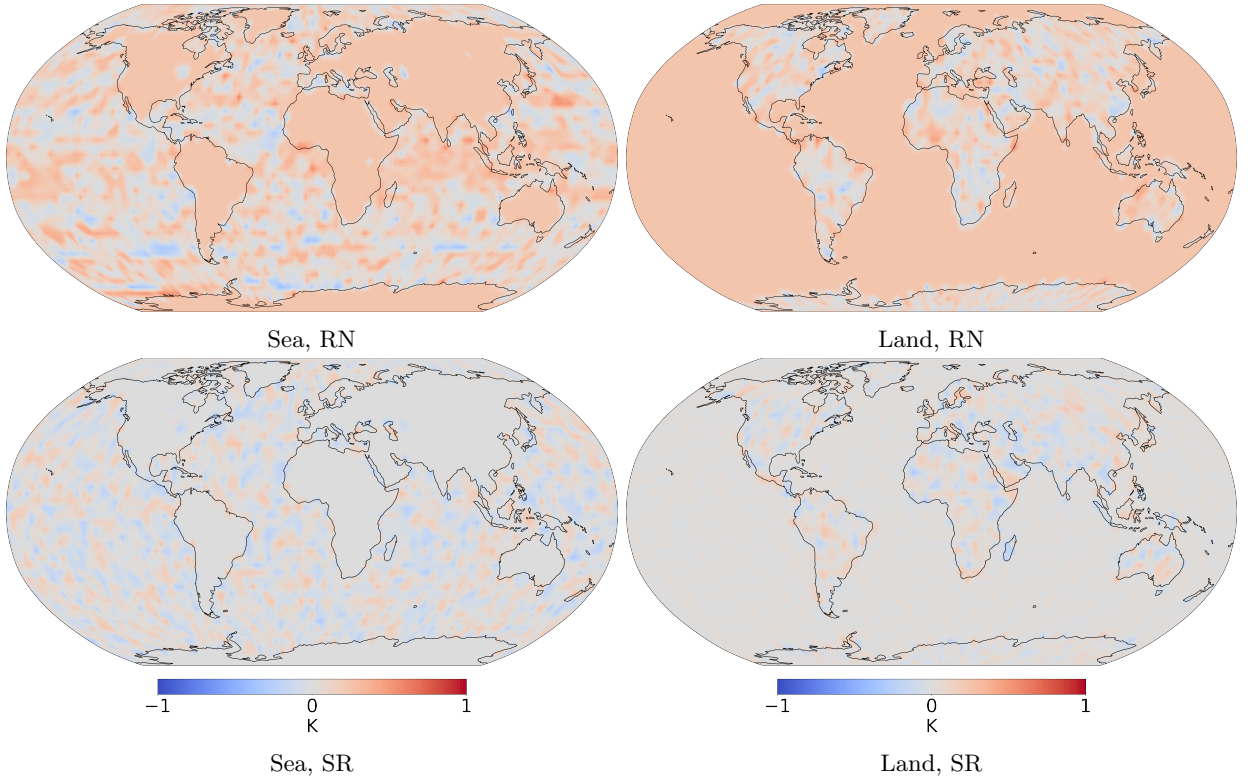 Sea, RN
Land, RN
−1 0 1
K
−1 0 1
K
Sea, SR
Land, SR